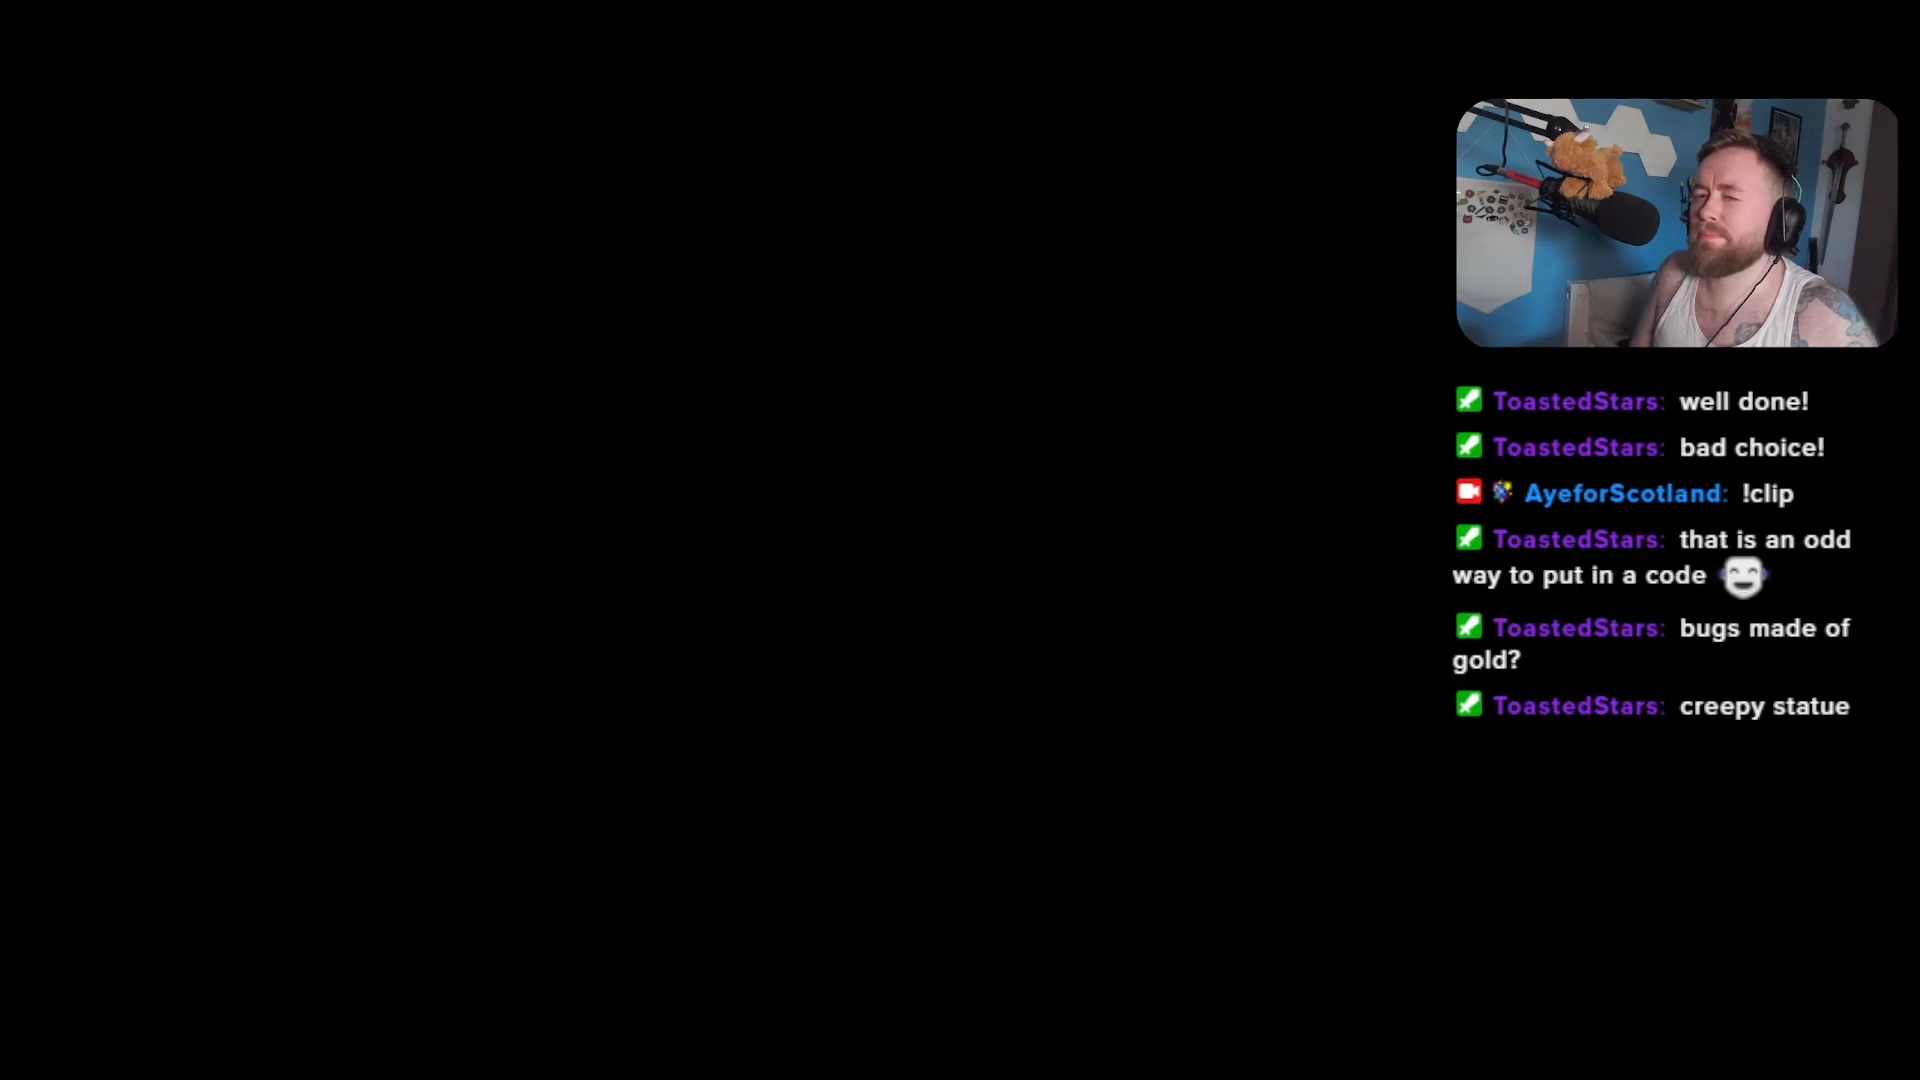 ToastedStars: well done!
ToastedStars: bad choice!
AyeforScotland: !clip
ToastedStars: that is an odd
way to put in a code
ToastedStars: bugs made of
gold?
ToastedStars: creepy statue